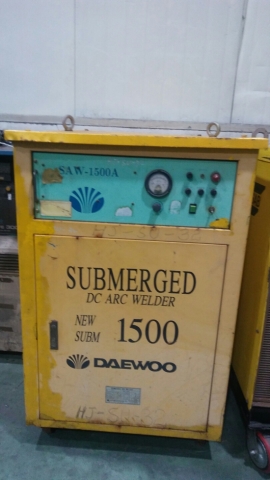 SAW-1500A
SUBMERGED
DC ARC WELDER
NEW
SUBM 1500
DAEWOO